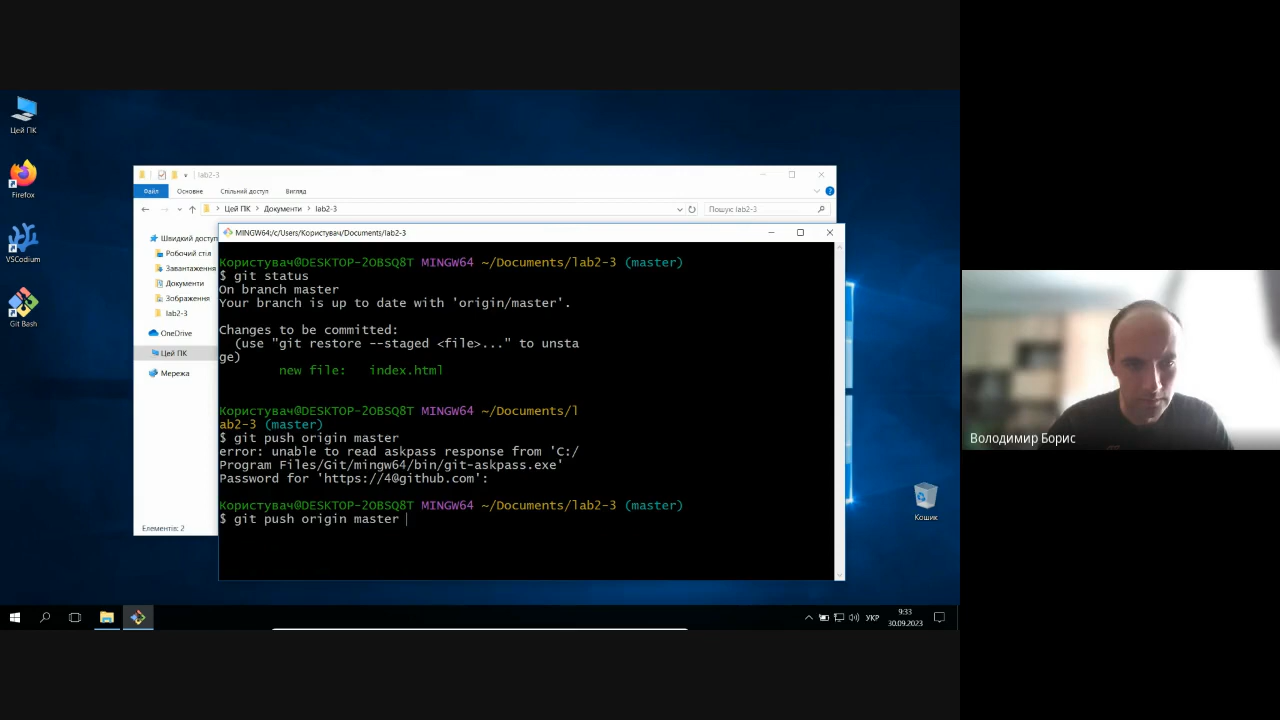 Цей ПК
Firefox
VSCodium
Git Bash
lab2-3
Файл Основне Спільний доступ Вигляд
Цей ПК > Документи > lab2-3
Пошук: lab2-3
Швидкий доступ
Робочий стіл
Завантаження
Документи
Зображення
lab2-3
OneDrive
Цей ПК
Мережа
Елементів: 2
MINGW64:/c/Users/Користувач/Documents/lab2-3
Користувач@DESKTOP-2OBSQ8T MINGW64 ~/Documents/lab2-3 (master)
$ git status
On branch master
Your branch is up to date with 'origin/master'.
Changes to be committed:
(use "git restore --staged <file>..." to unsta
ge)
new file: index.html
Користувач@DESKTOP-2OBSQ8T MINGW64 ~/Documents/l
ab2-3 (master)
$ git push origin master
error: unable to read askpass response from 'C:/
Program Files/Git/mingw64/bin/git-askpass.exe'
Password for 'https://4@github.com':
Користувач@DESKTOP-2OBSQ8T MINGW64 ~/Documents/lab2-3 (master)
$ git push origin master
Кошик
УКР
9:33
30.09.2023
Володимир Борис